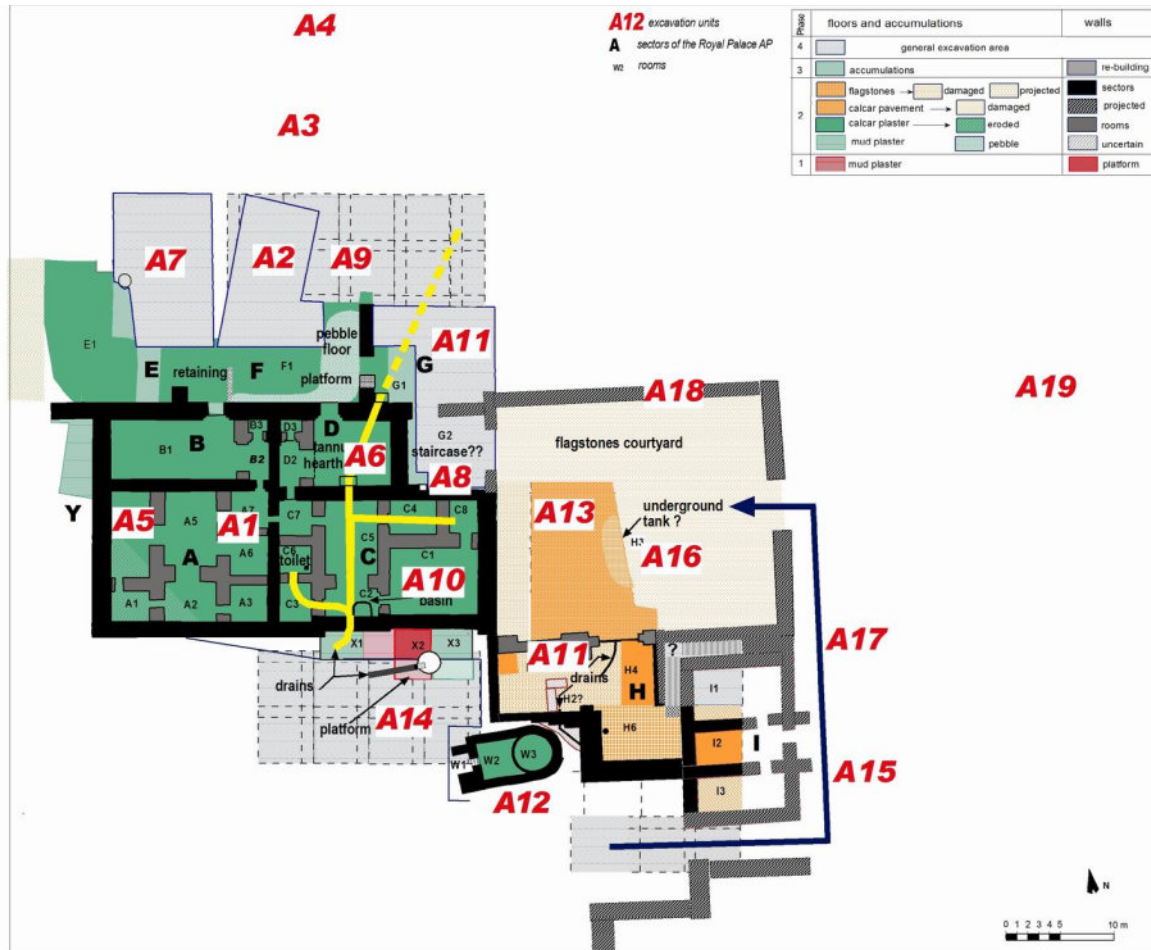 A4
A12 excavation units
A sectors of the Royal Palace AP
W2 rooms
Phase
floors and accumulations
walls
4
general excavation area
3
accumulations
re-building
2
flagstones
damaged
projected
sectors
calcar pavement
damaged
projected
calcar plaster
eroded
rooms
mud plaster
pebble
uncertain
1
mud plaster
platform
A3
A7
A2
A9
E1
pebble
floor
A11
E
retaining
F
F1
platform
G
G1
A18
A19
flagstones courtyard
B
B1
B3
B2
D3
D
D2
tannu
hearth
A6
G2
staircase??
A8
Y
A5
A5
A7
A1
C7
C4
C8
A13
underground
tank ?
H3
A16
A
A6
C6
toilet
C5
C
C1
A10
A1
A2
A3
C3
C2
basin
X1
X2
X3
A11
drains
H4
H
?
A17
drains
platform
A14
H2?
H6
I1
I2
I
A15
W1
W2
W3
A12
I3
N
0 1 2 3 4 5 10 m